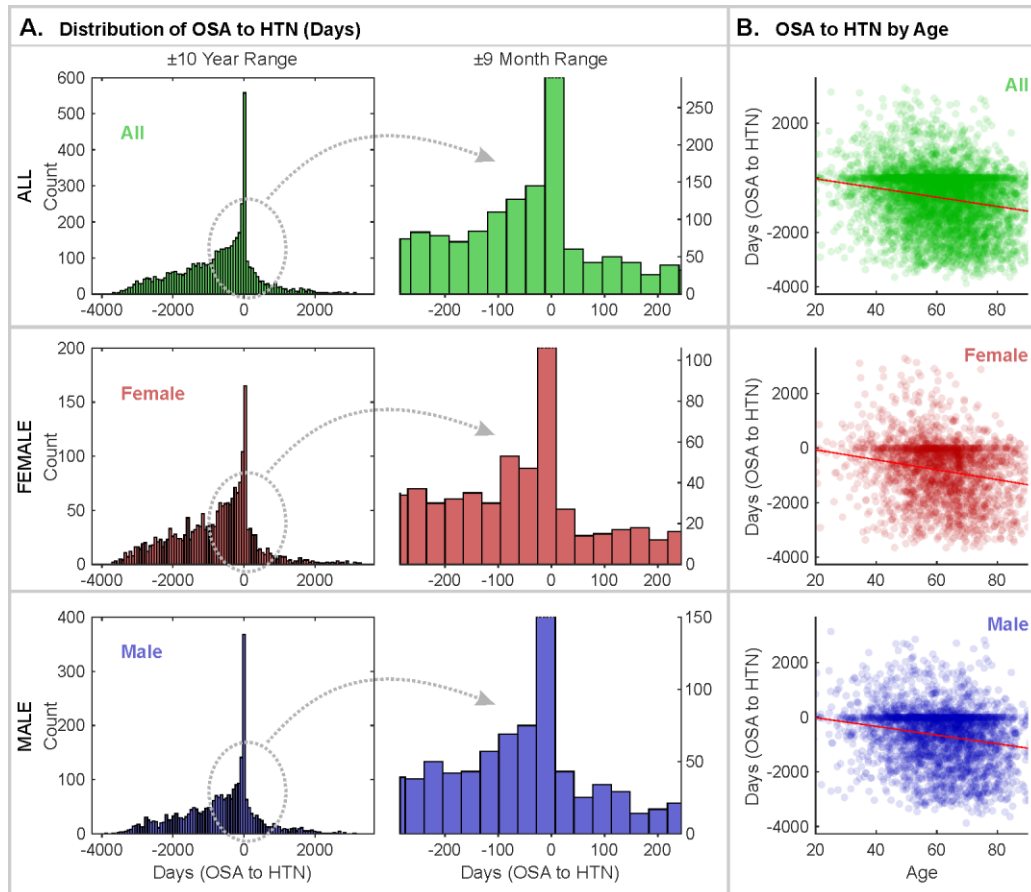 A. Distribution of OSA to HTN (Days)
±10 Year Range
±9 Month Range
ALL
Count
600
500
400
300
200
100
0
All
-4000 -2000 0 2000
250
200
150
100
50
0
-200 -100 0 100 200
FEMALE
Count
200
150
100
50
0
Female
-4000 -2000 0 2000
100
80
60
40
20
0
-200 -100 0 100 200
MALE
Count
400
300
200
100
0
Male
-4000 -2000 0 2000
Days (OSA to HTN)
150
100
50
0
-200 -100 0 100 200
Days (OSA to HTN)
B. OSA to HTN by Age
All
Days (OSA to HTN)
2000
0
-2000
-4000
20 40 60 80
Female
Days (OSA to HTN)
2000
0
-2000
-4000
20 40 60 80
Male
Days (OSA to HTN)
2000
0
-2000
-4000
20 40 60 80
Age